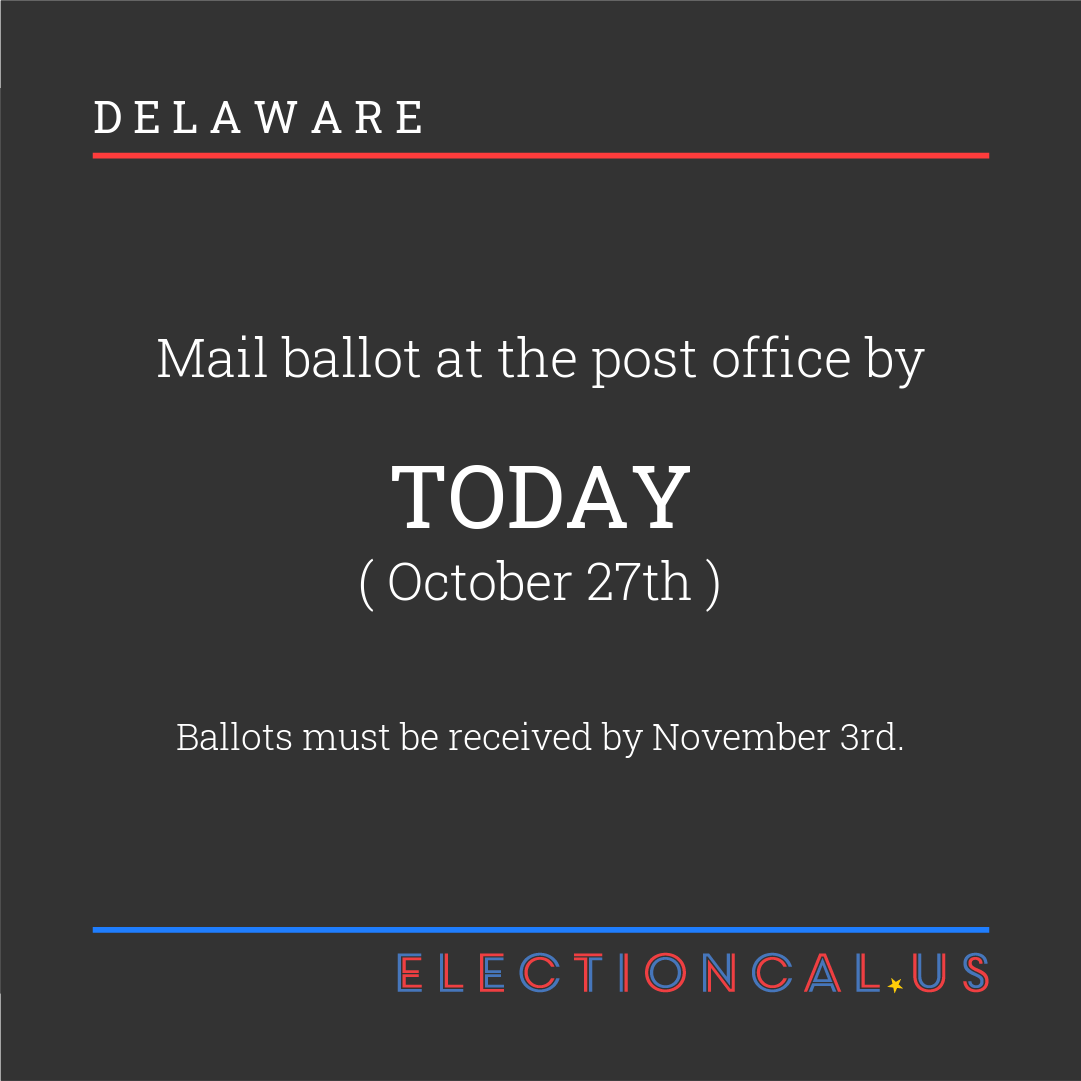 DELAWARE
Mail ballot at the post office by
TODAY
( October 27th )
Ballots must be received by November 3rd.
ELECTIONCAL.US